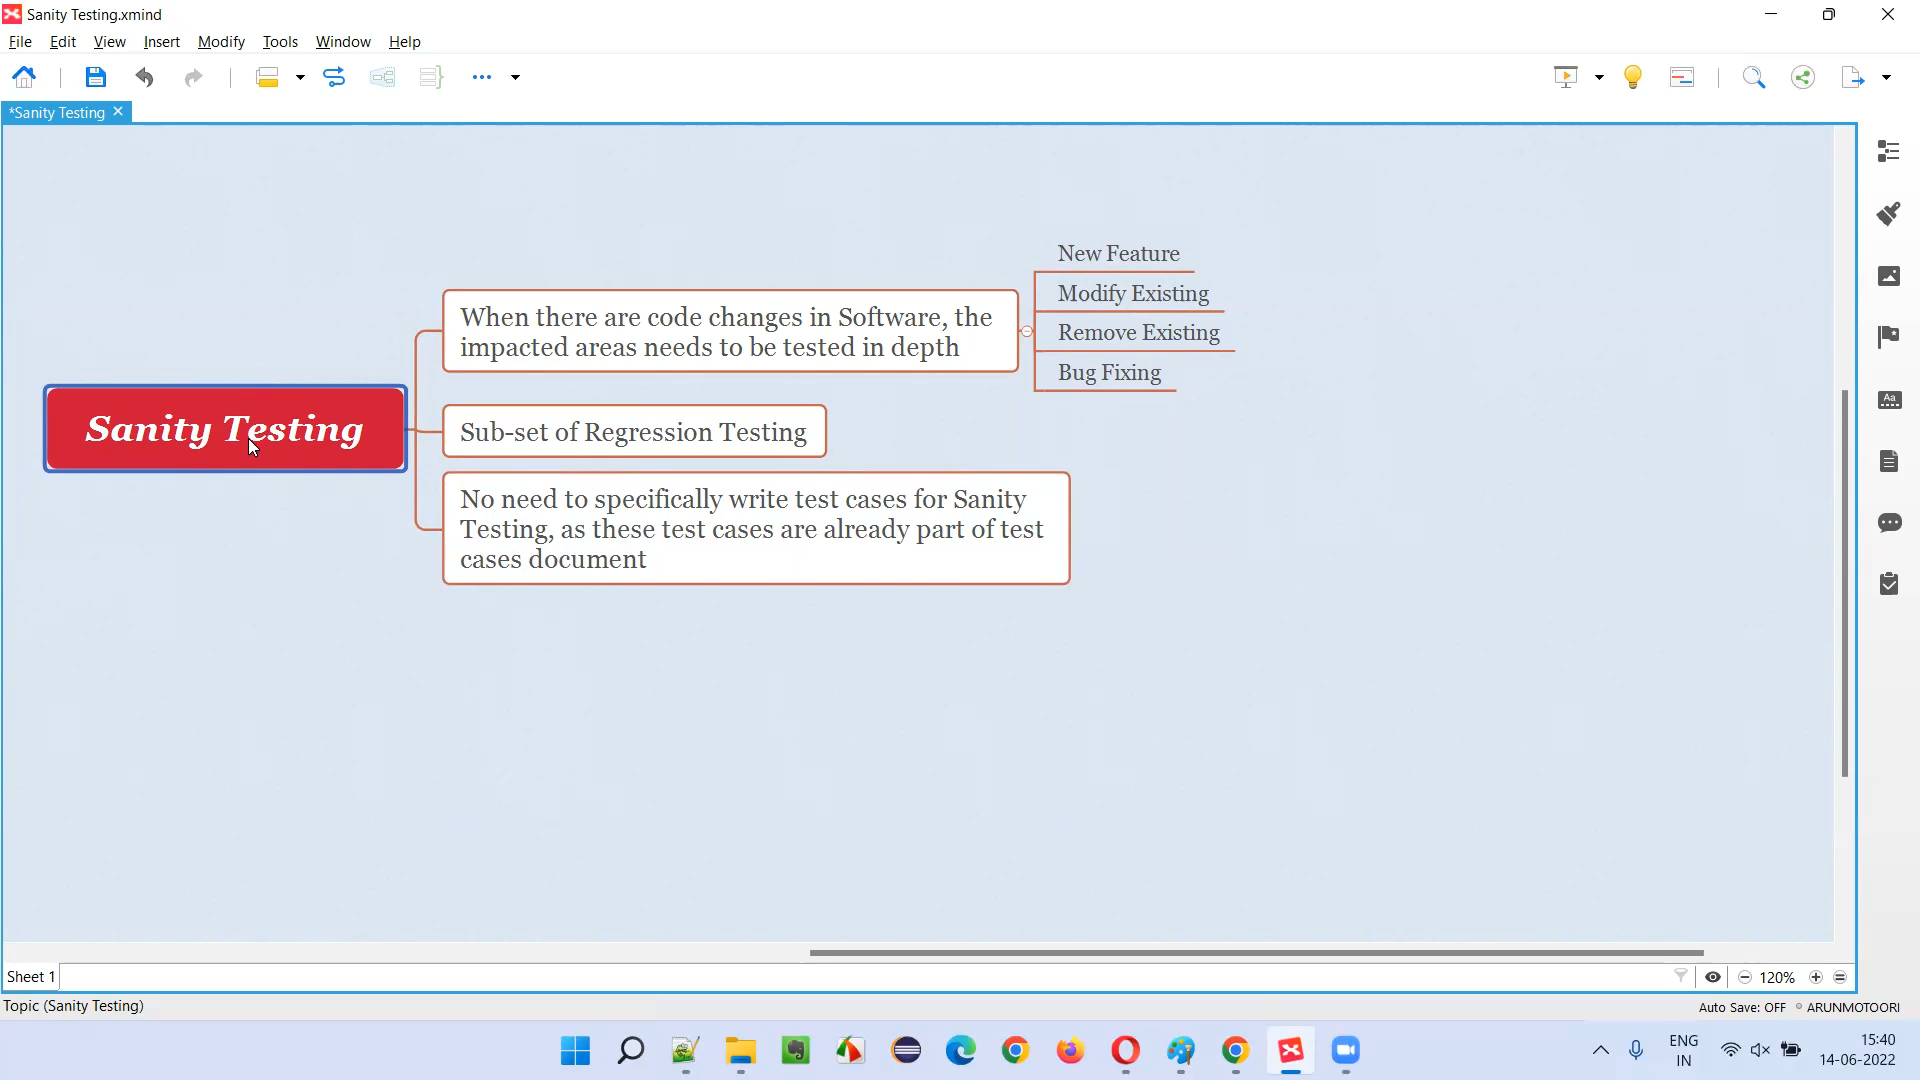 Sanity Testing.xmind
File Edit View Insert Modify Tools Window Help
*Sanity Testing
New Feature
Modify Existing
When there are code changes in Software, the
impacted areas needs to be tested in depth
Remove Existing
Bug Fixing
Sanity Testing
Sub-set of Regression Testing
No need to specifically write test cases for Sanity
Testing, as these test cases are already part of test
cases document
Aa
Sheet 1
120%
Topic (Sanity Testing)
Auto Save: OFF
ARUNMOTOORI
ENG
IN
15:40
14-06-2022